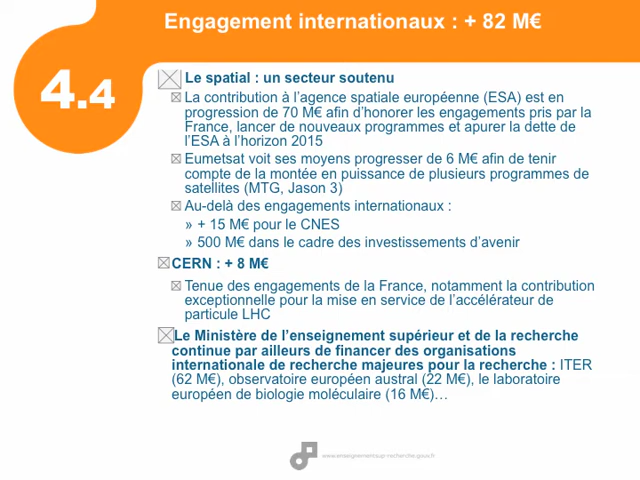 Engagement internationaux : + 82 M€
4.4
Le spatial : un secteur soutenu
La contribution à l'agence spatiale européenne (ESA) est en
progression de 70 M€ afin d'honorer les engagements pris par la
France, lancer de nouveaux programmes et apurer la dette de
l'ESA à l'horizon 2015
Eumetsat voit ses moyens progresser de 6 M€ afin de tenir
compte de la montée en puissance de plusieurs programmes de
satellites (MTG, Jason 3)
Au-delà des engagements internationaux :
» + 15 M€ pour le CNES
» 500 M€ dans le cadre des investissements d'avenir
CERN : + 8 M€
Tenue des engagements de la France, notamment la contribution
exceptionnelle pour la mise en service de l'accélérateur de
particule LHC
Le Ministère de l'enseignement supérieur et de la recherche
continue par ailleurs de financer des organisations
internationale de recherche majeures pour la recherche : ITER
(62 M€), observatoire européen austral (22 M€), le laboratoire
européen de biologie moléculaire (16 M€)…
www.enseignementsup-recherche.gouv.fr